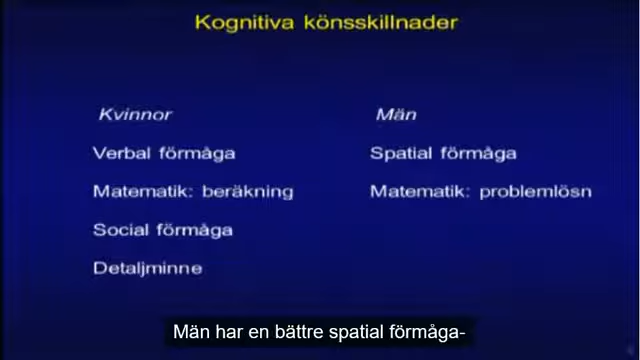 Kognitiva könsskillnader
Kvinnor
Män
Verbal förmåga
Spatial förmåga
Matematik: beräkning
Matematik: problemlösn
Social förmåga
Detaljminne
Män har en bättre spatial förmåga-